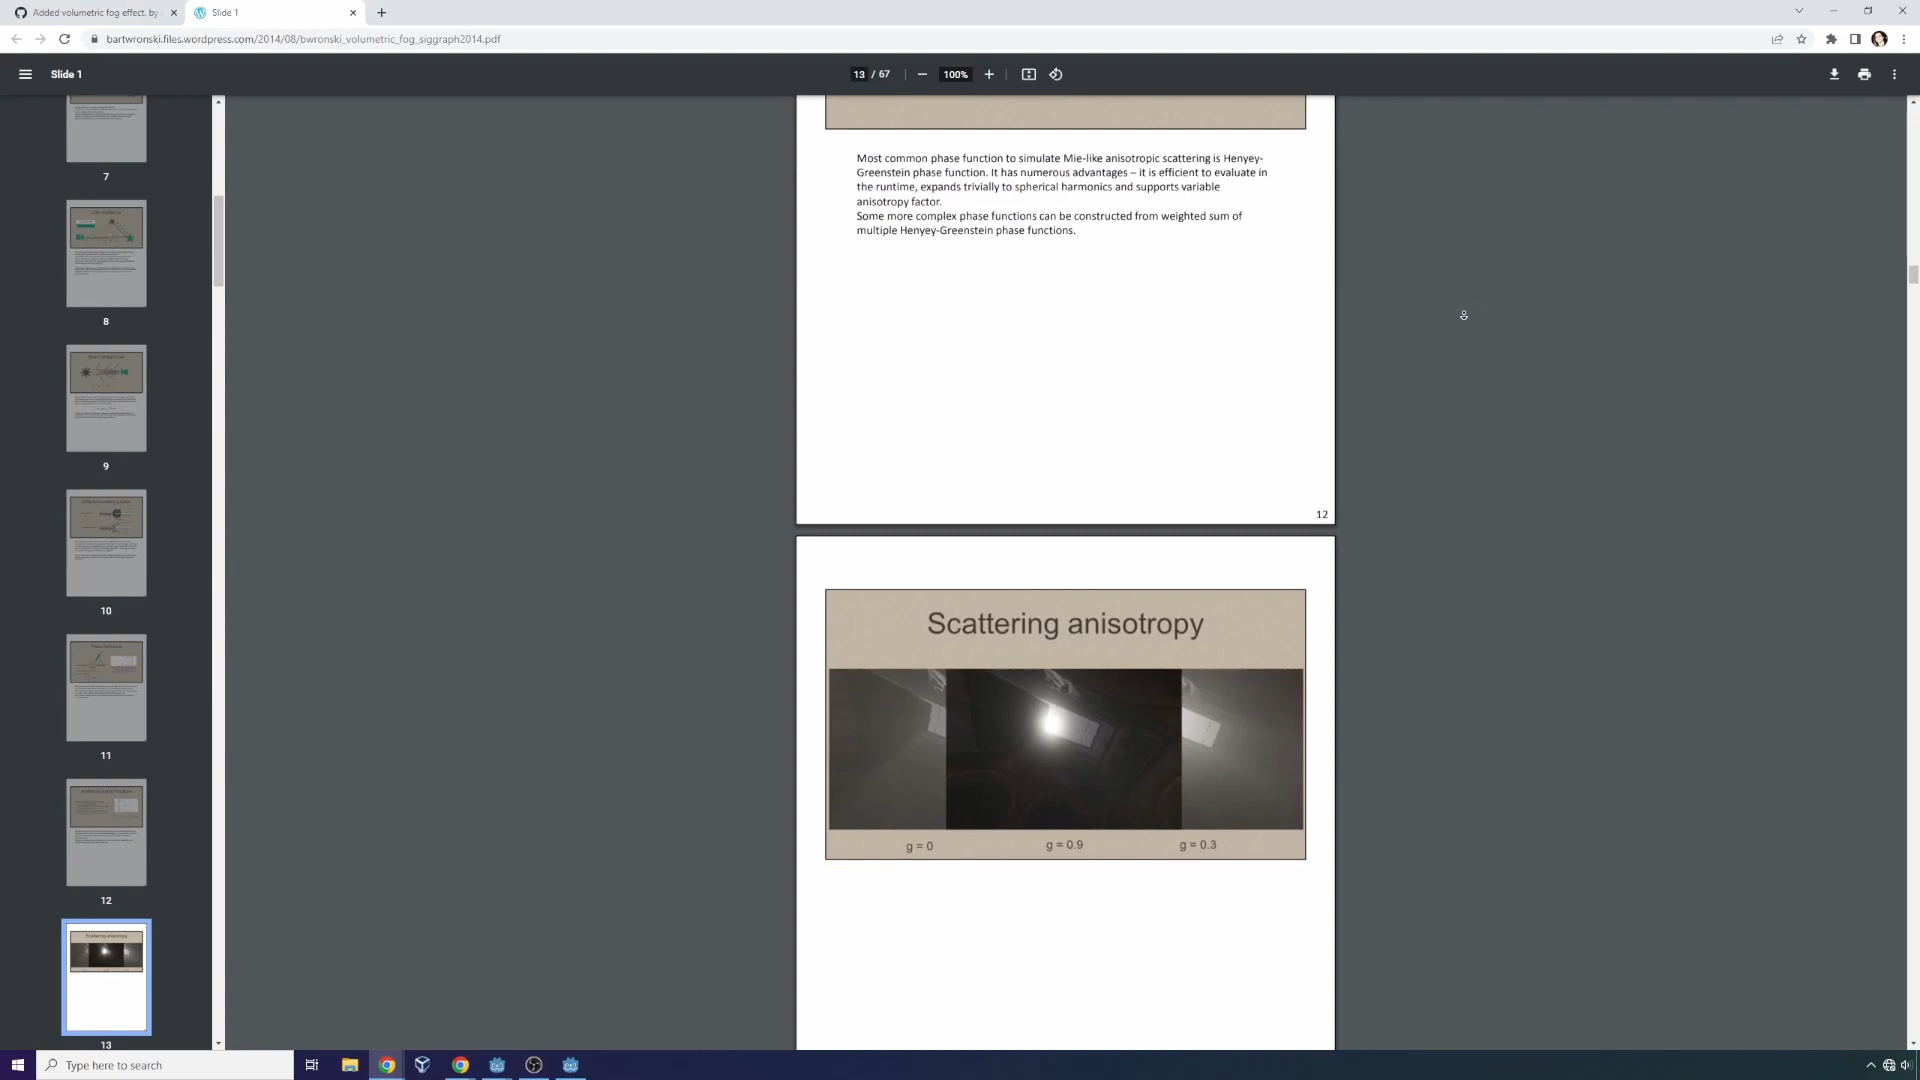 Added volumetric fog effect. by
Slide 1
bartwronski.files.wordpress.com/2014/08/bwronski_volumetric_fog_siggraph2014.pdf
Slide 1
13 / 67
100%
7
8
9
10
11
12
13
Most common phase function to simulate Mie-like anisotropic scattering is Henyey-
Greenstein phase function. It has numerous advantages – it is efficient to evaluate in
the runtime, expands trivially to spherical harmonics and supports variable
anisotropy factor.
Some more complex phase functions can be constructed from weighted sum of
multiple Henyey-Greenstein phase functions.
12
Scattering anisotropy
g = 0
g = 0.9
g = 0.3
Type here to search